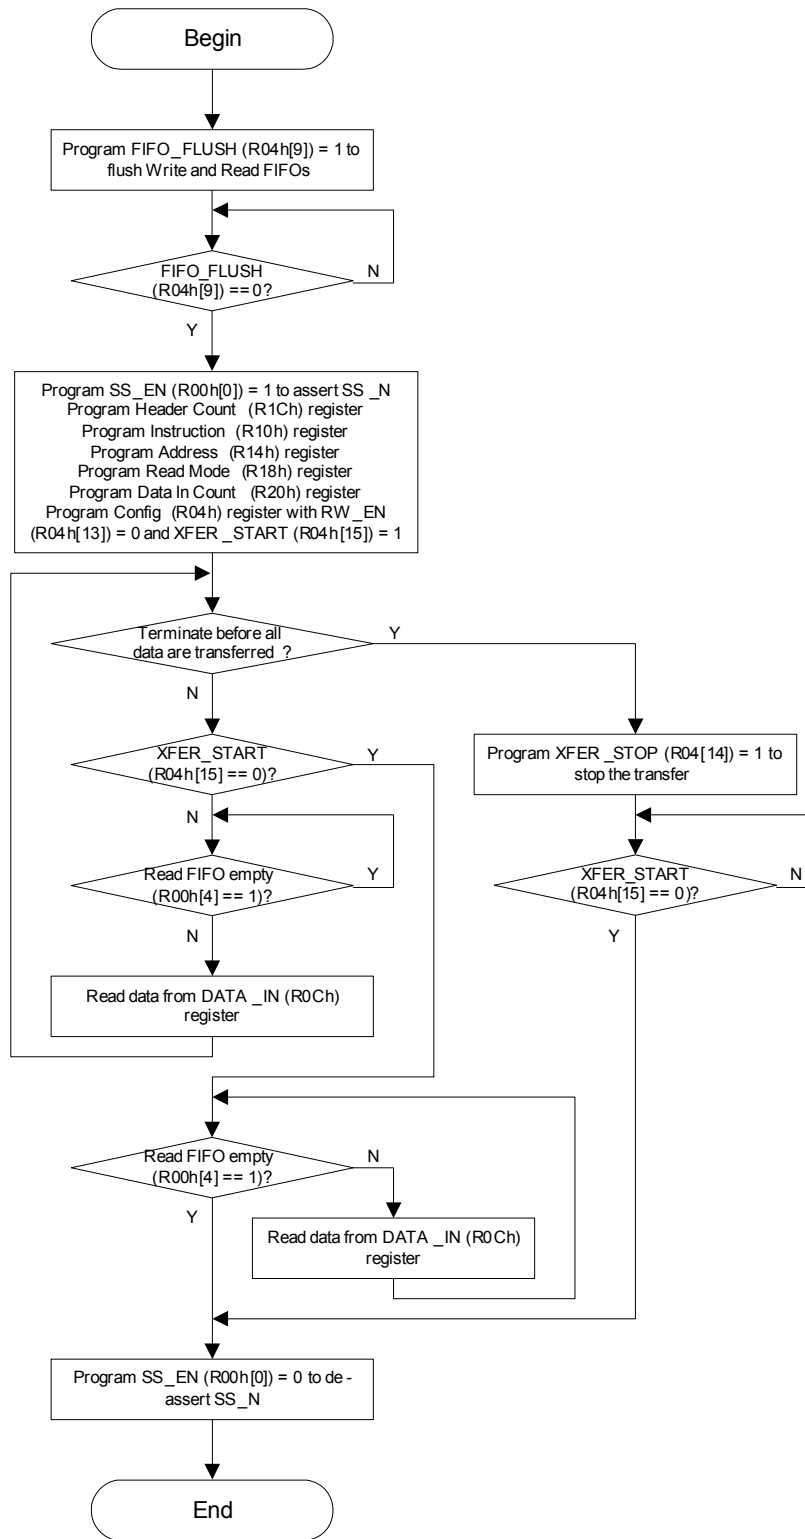 Begin
Program FIFO_FLUSH (R04h[9]) = 1 to
flush Write and Read FIFOs
FIFO_FLUSH
(R04h[9]) == 0?
N
Y
Program SS_EN (R00h[0]) = 1 to assert SS _N
Program Header Count (R1Ch) register
Program Instruction (R10h) register
Program Address (R14h) register
Program Read Mode (R18h) register
Program Data In Count (R20h) register
Program Config (R04h) register with RW_EN
(R04h[13]) = 0 and XFER _START (R04h[15]) = 1
Terminate before all
data are transferred ?
Y
N
XFER_START
(R04h[15] == 0)?
Y
Program XFER _STOP (R04[14]) = 1 to
stop the transfer
N
Read FIFO empty
(R00h[4] == 1)?
Y
XFER_START
(R04h[15] == 0)?
N
N
Y
Read data from DATA _IN (R0Ch)
register
Read FIFO empty
(R00h[4] == 1)?
N
Y
Read data from DATA _IN (R0Ch)
register
Program SS_EN (R00h[0]) = 0 to de -
assert SS_N
End